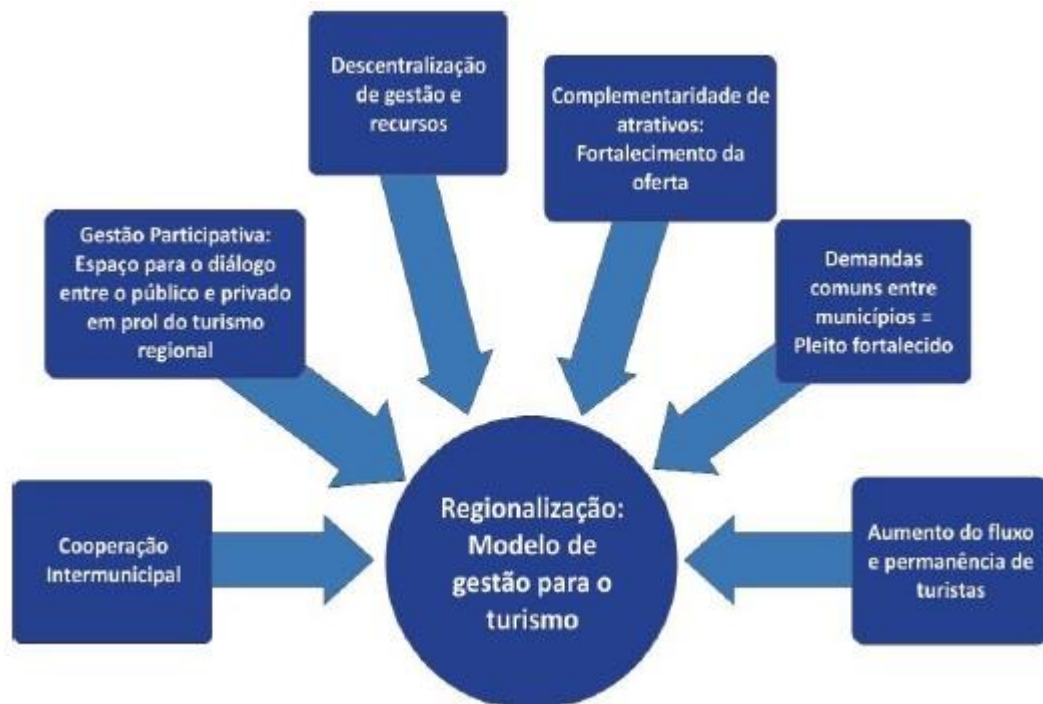 Descentralização
de gestão e
recursos
Complementaridade de
atrativos:
Fortalecimento da
oferta
Gestão Participativa:
Espaço para o diálogo
entre o público e privado
em prol do turismo
regional
Demandas
comuns entre
municípios =
Pleito fortalecido
Cooperação
Intermunicipal
Regionalização:
Modelo de
gestão para o
turismo
Aumento do fluxo
e permanência de
turistas